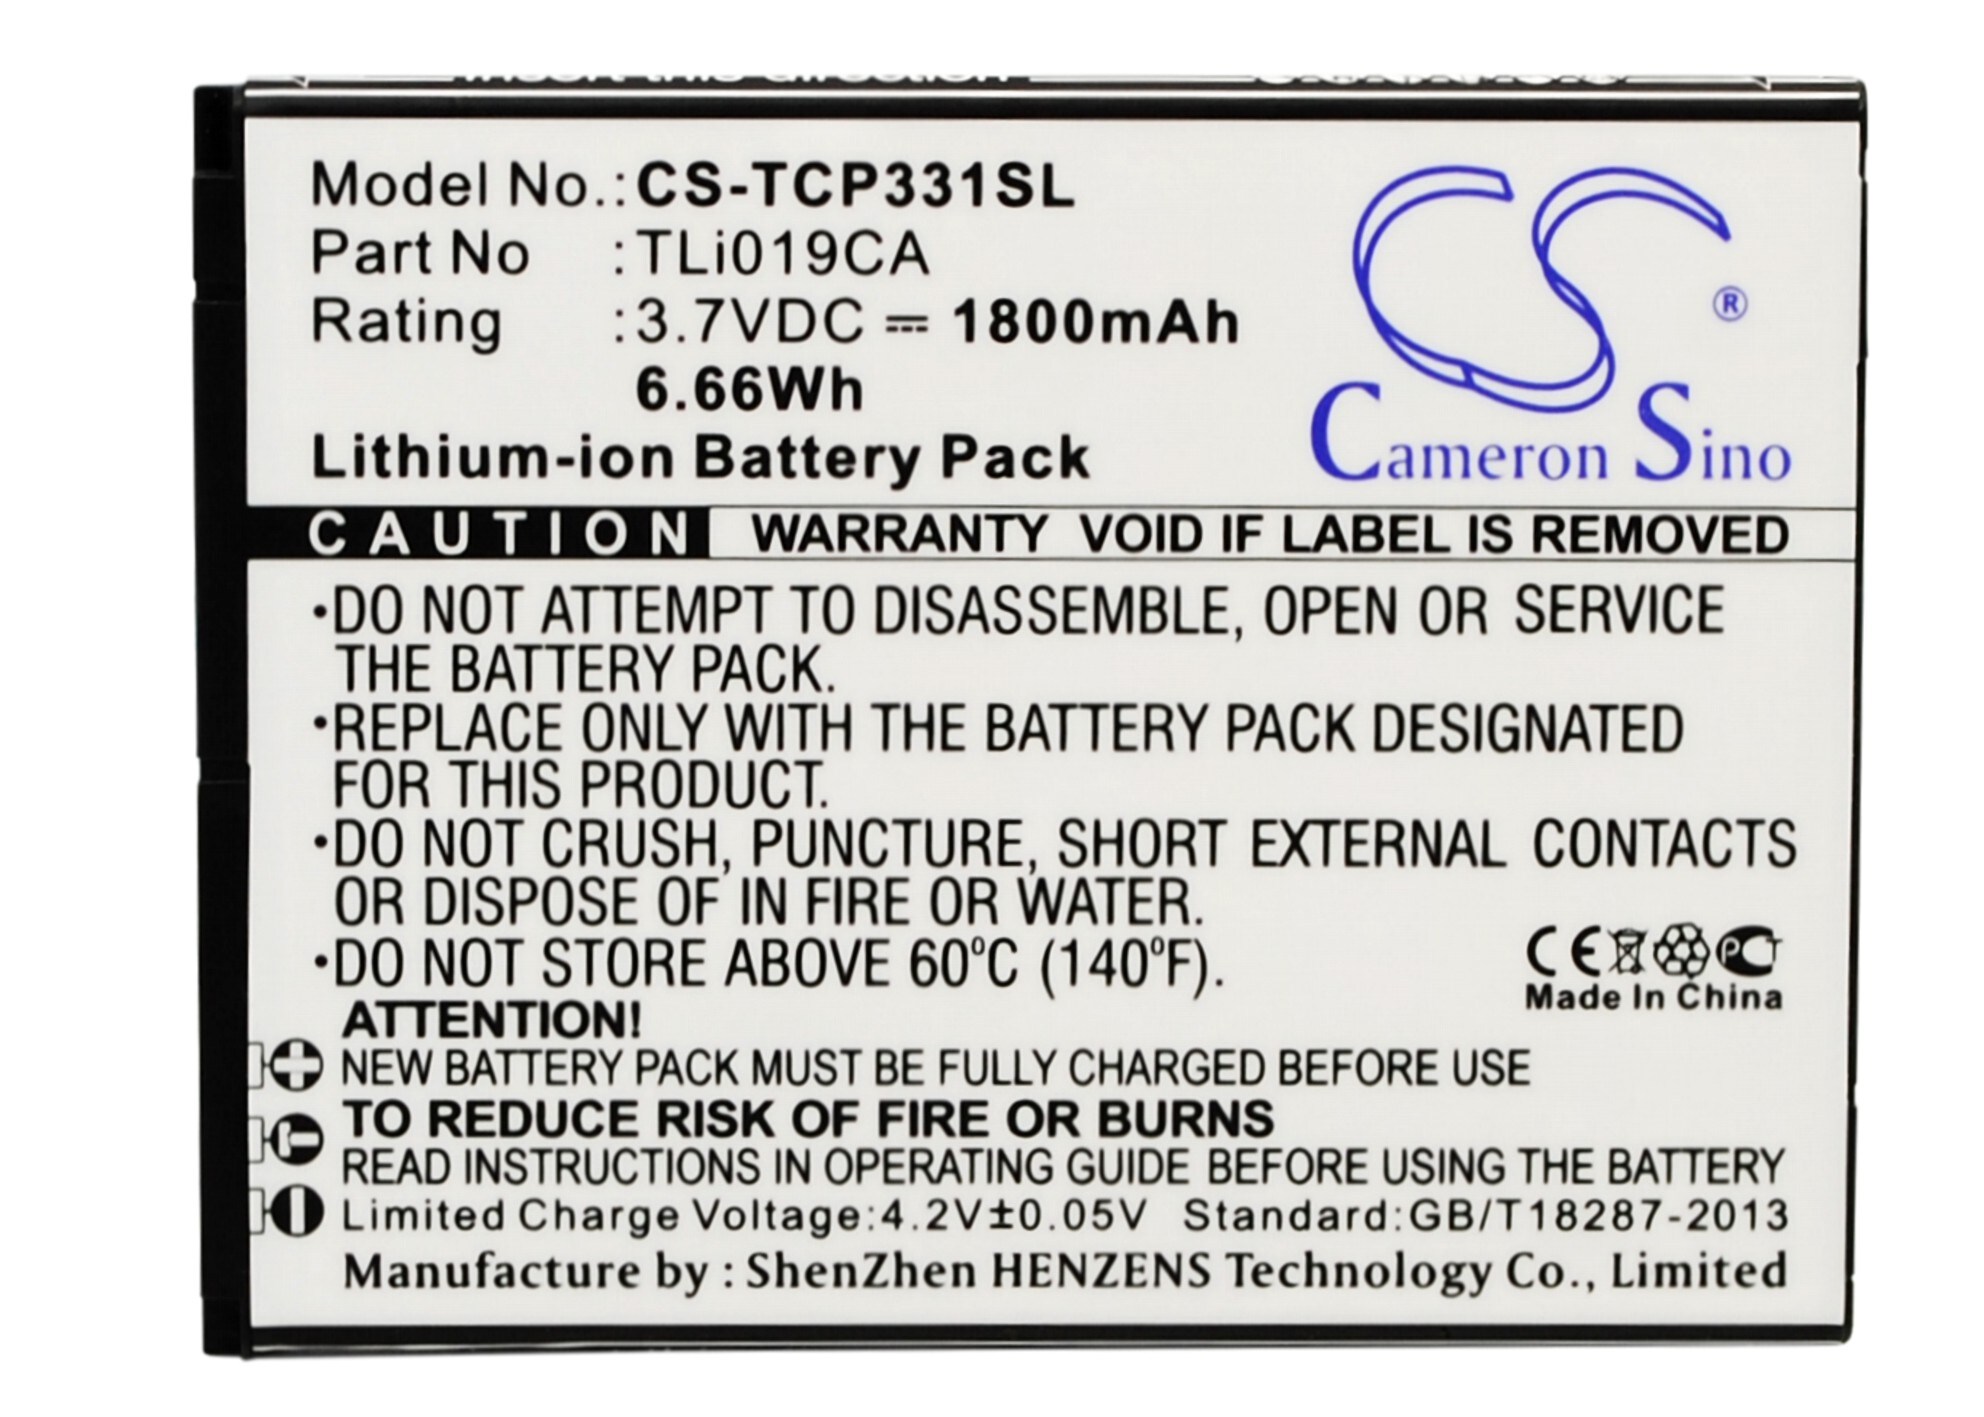 Insert this direction
Model No.:CS-TCP331SL
Part No :TLi019CA
Rating :3.7VDC ⎓ 1800mAh
6.66Wh
Lithium-ion Battery Pack
CS ®
Cameron Sino
CAUTION WARRANTY VOID IF LABEL IS REMOVED
•DO NOT ATTEMPT TO DISASSEMBLE, OPEN OR SERVICE
THE BATTERY PACK.
•REPLACE ONLY WITH THE BATTERY PACK DESIGNATED
FOR THIS PRODUCT.
•DO NOT CRUSH, PUNCTURE, SHORT EXTERNAL CONTACTS
OR DISPOSE OF IN FIRE OR WATER.
•DO NOT STORE ABOVE 60°C (140°F).
CE PCT
Made In China
ATTENTION!
NEW BATTERY PACK MUST BE FULLY CHARGED BEFORE USE
TO REDUCE RISK OF FIRE OR BURNS
READ INSTRUCTIONS IN OPERATING GUIDE BEFORE USING THE BATTERY
Limited Charge Voltage:4.2V±0.05V Standard:GB/T18287-2013
Manufacture by : ShenZhen HENZENS Technology Co., Limited